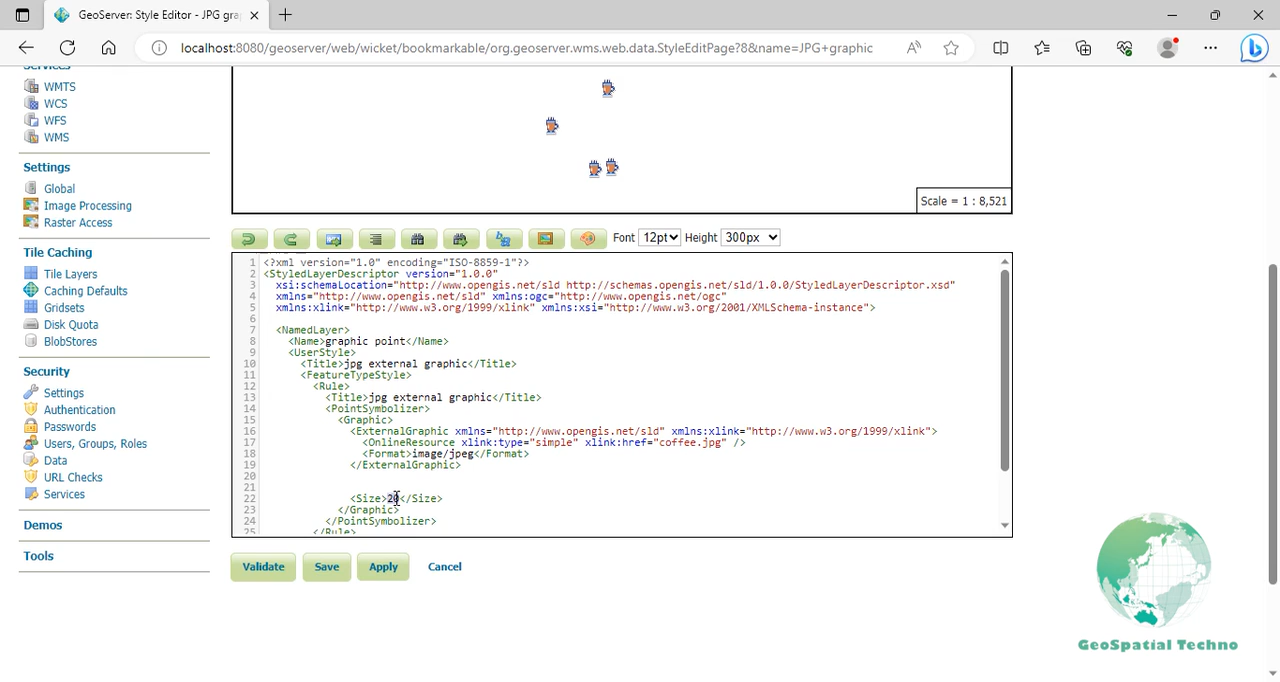 GeoServer: Style Editor - JPG gra
localhost:8080/geoserver/web/wicket/bookmarkable/org.geoserver.wms.web.data.StyleEditPage?8&name=JPG+graphic
Services
WMTS
WCS
WFS
WMS
Settings
Global
Image Processing
Raster Access
Tile Caching
Tile Layers
Caching Defaults
Gridsets
Disk Quota
BlobStores
Security
Settings
Authentication
Passwords
Users, Groups, Roles
Data
URL Checks
Services
Demos
Tools
Scale = 1 : 8,521
Font 12pt Height 300px
1 <?xml version="1.0" encoding="ISO-8859-1"?>
2 <StyledLayerDescriptor version="1.0.0"
3 xsi:schemaLocation="http://www.opengis.net/sld http://schemas.opengis.net/sld/1.0.0/StyledLayerDescriptor.xsd"
4 xmlns="http://www.opengis.net/sld" xmlns:ogc="http://www.opengis.net/ogc"
5 xmlns:xlink="http://www.w3.org/1999/xlink" xmlns:xsi="http://www.w3.org/2001/XMLSchema-instance">
6
7 <NamedLayer>
8 <Name>graphic point</Name>
9 <UserStyle>
10 <Title>jpg external graphic</Title>
11 <FeatureTypeStyle>
12 <Rule>
13 <Title>jpg external graphic</Title>
14 <PointSymbolizer>
15 <Graphic>
16 <ExternalGraphic xmlns="http://www.opengis.net/sld" xmlns:xlink="http://www.w3.org/1999/xlink">
17 <OnlineResource xlink:type="simple" xlink:href="coffee.jpg" />
18 <Format>image/jpeg</Format>
19 </ExternalGraphic>
20
21
22 <Size>20</Size>
23 </Graphic>
24 </PointSymbolizer>
25 </Rule>
Validate Save Apply Cancel
GeoSpatial Techno